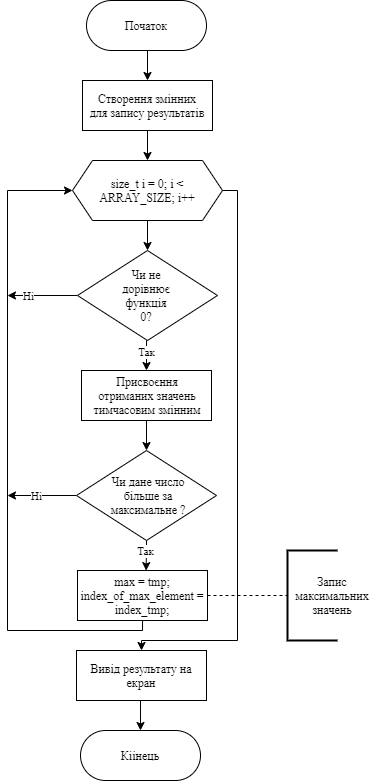 Початок
Створення змінних
для запису результатів
size_t i = 0; i <
ARRAY_SIZE; i++
Чи не
дорівнює
функція
0?
Ні
Так
Присвоєння
отриманих значень
тимчасовим змінним
Чи дане число
більше за
максимальне ?
Ні
Так
max = tmp;
index_of_max_element =
index_tmp;
Запис
максимальних
значень
Вивід результату на
екран
Кіінець